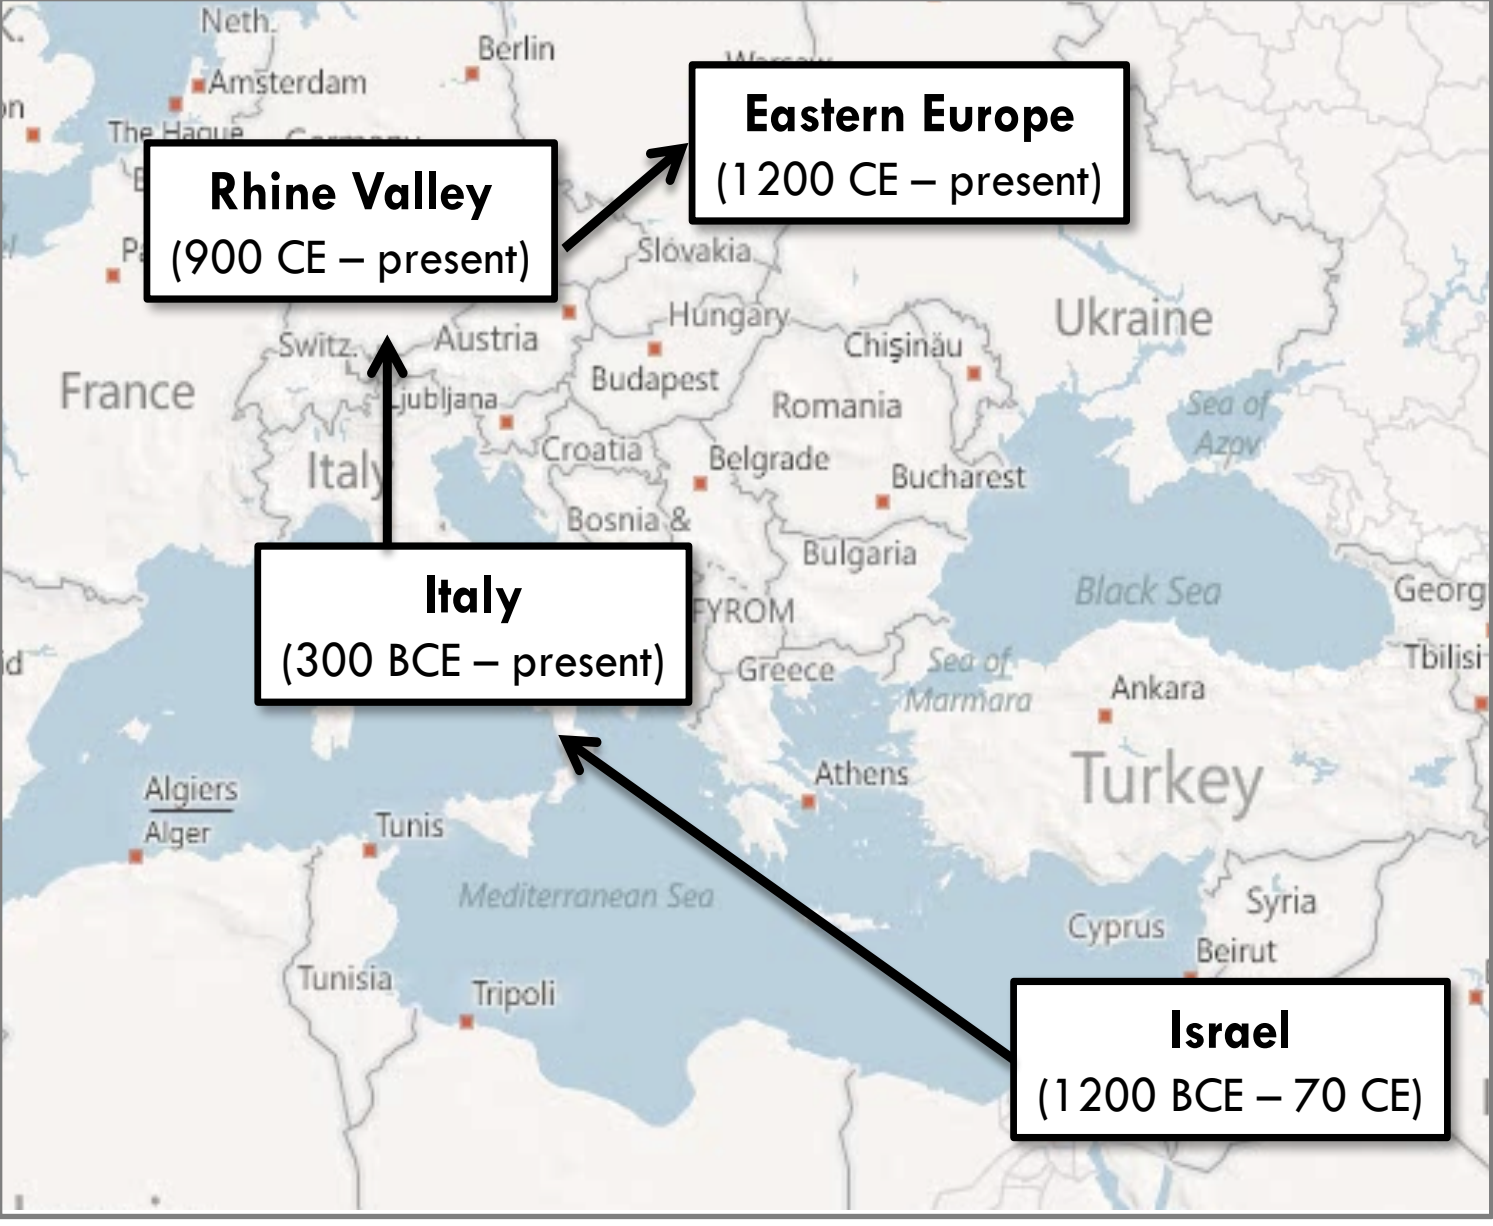 Neth.
Berlin
Amsterdam
The Hague
Eastern Europe
(1200 CE – present)
Rhine Valley
(900 CE – present)
Slovakia
Hungary
Ukraine
Switz.
Austria
Chişinău
France
Budapest
Ljubljana
Romania
Sea of
Azov
Italy
Croatia
Belgrade
Bucharest
Bosnia &
Bulgaria
Black Sea
Georg
Italy
(300 BCE – present)
FYROM
Greece
Sea of
Marmara
Tbilisi
Ankara
Turkey
Athens
Algiers
Alger
Tunis
Mediterranean Sea
Cyprus
Syria
Beirut
Tunisia
Tripoli
Israel
(1200 BCE – 70 CE)